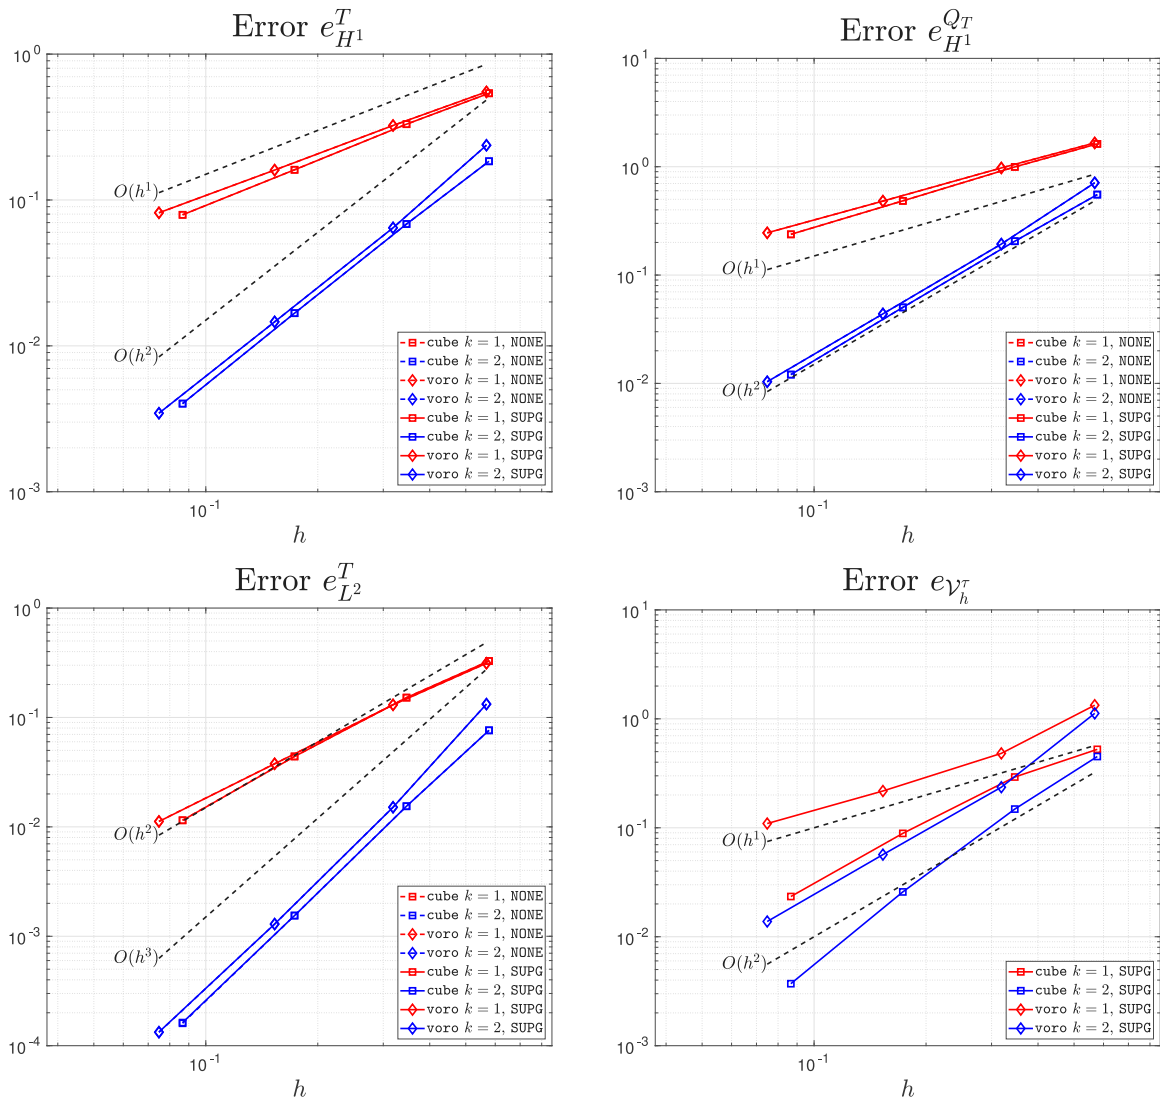 Error $e^{T}_{H^1}$
10^0
10^{-1}
10^{-2}
10^{-3}
O(h^1)
O(h^2)
cube k = 1, NONE
cube k = 2, NONE
voro k = 1, NONE
voro k = 2, NONE
cube k = 1, SUPG
cube k = 2, SUPG
voro k = 1, SUPG
voro k = 2, SUPG
10^{-1}
h
Error $e^{Q_T}_{H^1}$
10^1
10^0
10^{-1}
10^{-2}
10^{-3}
O(h^1)
O(h^2)
cube k = 1, NONE
cube k = 2, NONE
voro k = 1, NONE
voro k = 2, NONE
cube k = 1, SUPG
cube k = 2, SUPG
voro k = 1, SUPG
voro k = 2, SUPG
10^{-1}
h
Error $e^{T}_{L^2}$
10^0
10^{-1}
10^{-2}
10^{-3}
10^{-4}
O(h^2)
O(h^3)
cube k = 1, NONE
cube k = 2, NONE
voro k = 1, NONE
voro k = 2, NONE
cube k = 1, SUPG
cube k = 2, SUPG
voro k = 1, SUPG
voro k = 2, SUPG
10^{-1}
h
Error $e_{\mathcal{V}^{\tau}_h}$
10^1
10^0
10^{-1}
10^{-2}
10^{-3}
O(h^1)
O(h^2)
cube k = 1, SUPG
cube k = 2, SUPG
voro k = 1, SUPG
voro k = 2, SUPG
10^{-1}
h